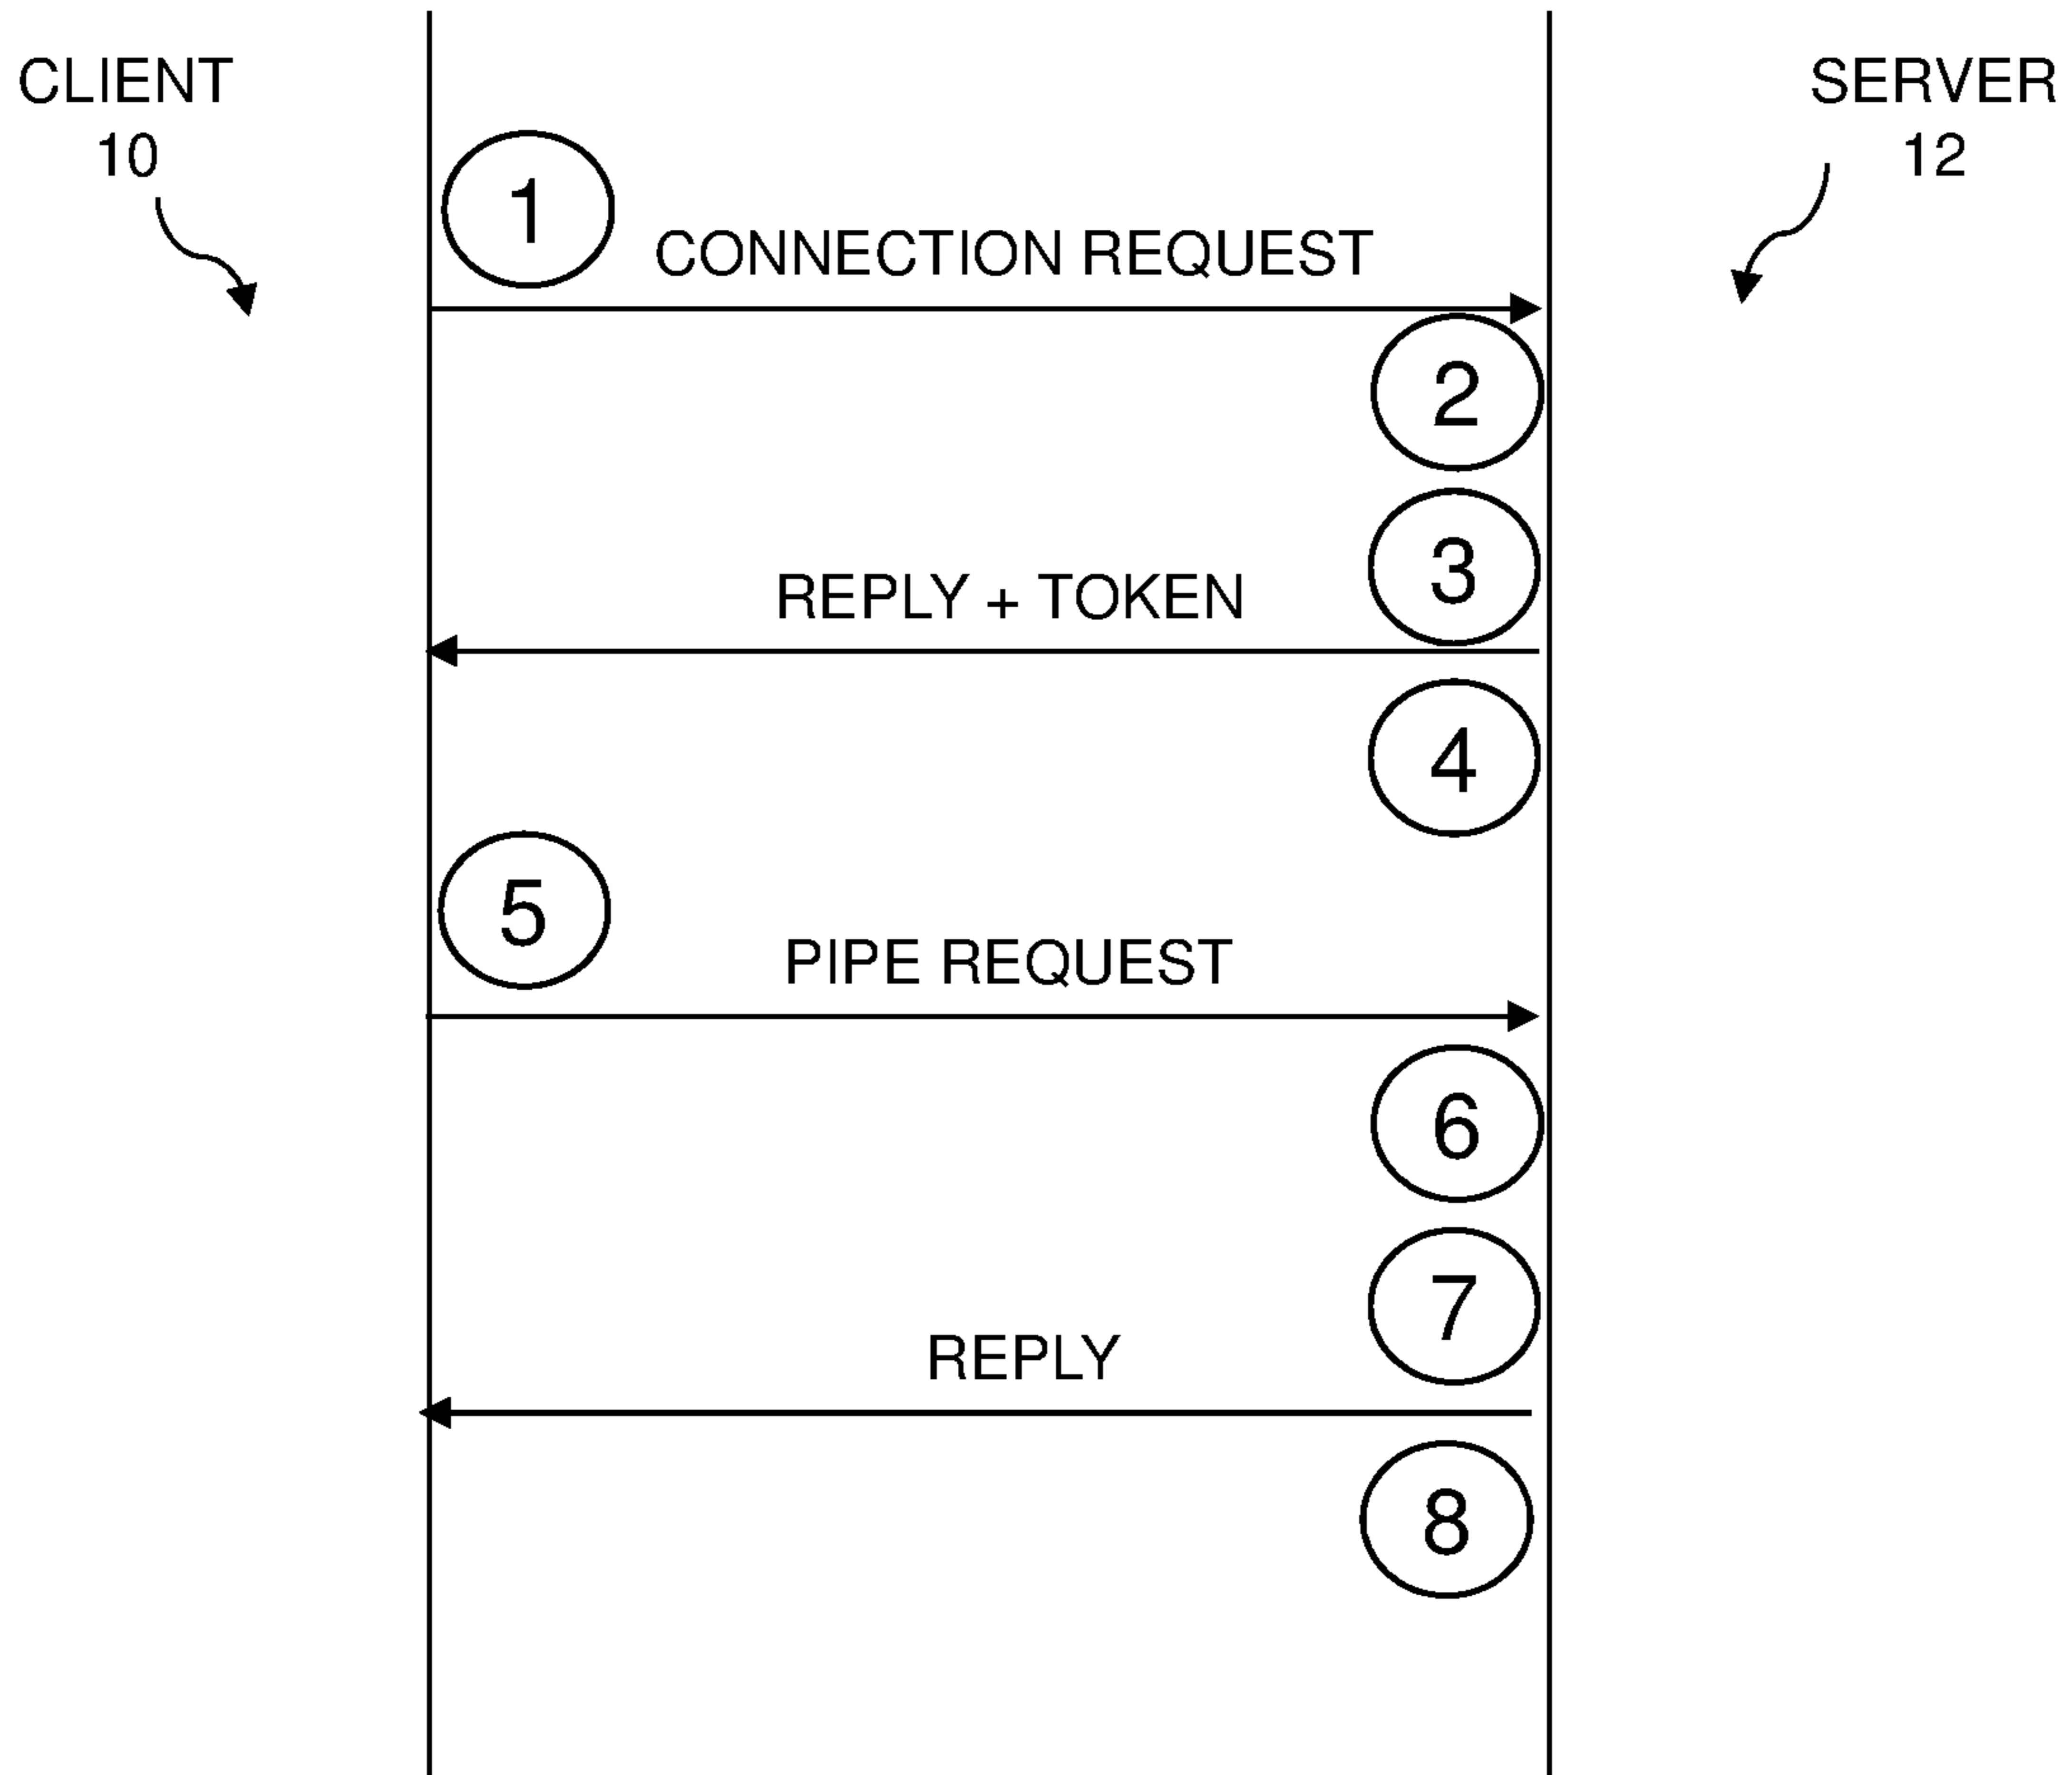 CLIENT
10
SERVER
12
1
CONNECTION REQUEST
2
3
REPLY + TOKEN
4
5
PIPE REQUEST
6
7
REPLY
8